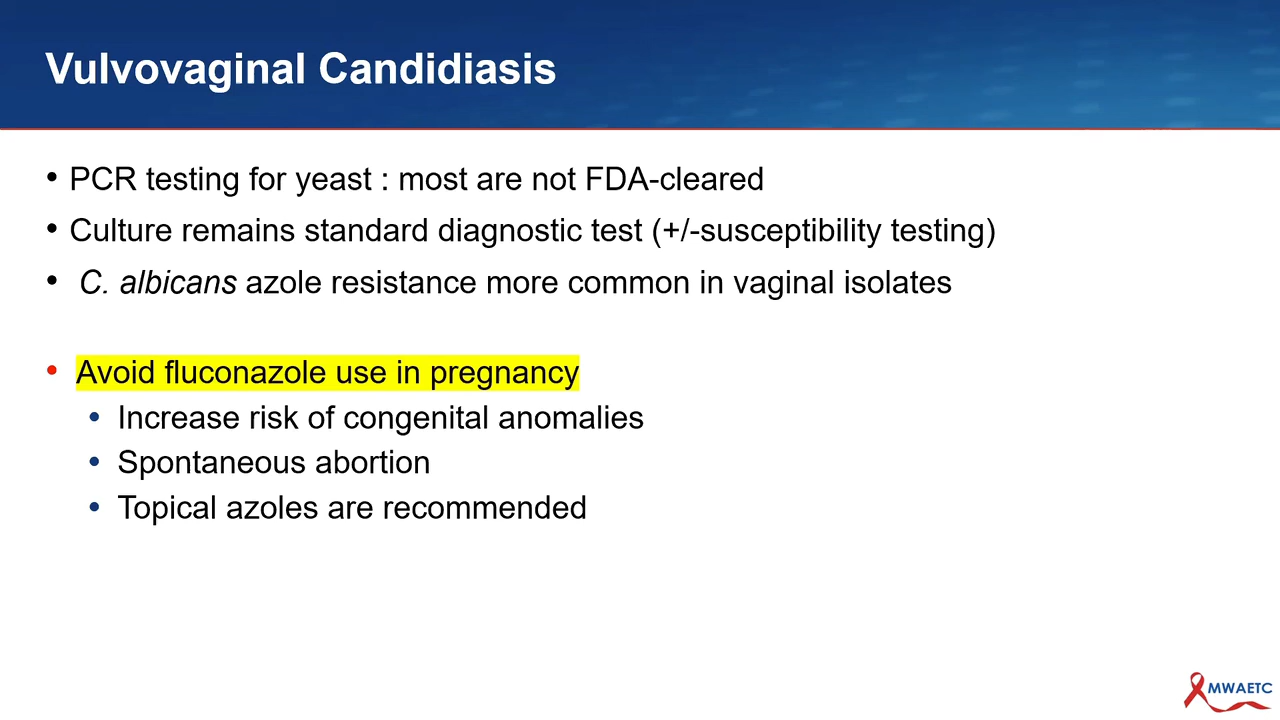 Vulvovaginal Candidiasis
• PCR testing for yeast : most are not FDA-cleared
• Culture remains standard diagnostic test (+/-susceptibility testing)
• C. albicans azole resistance more common in vaginal isolates
• Avoid fluconazole use in pregnancy
• Increase risk of congenital anomalies
• Spontaneous abortion
• Topical azoles are recommended
MWAETC